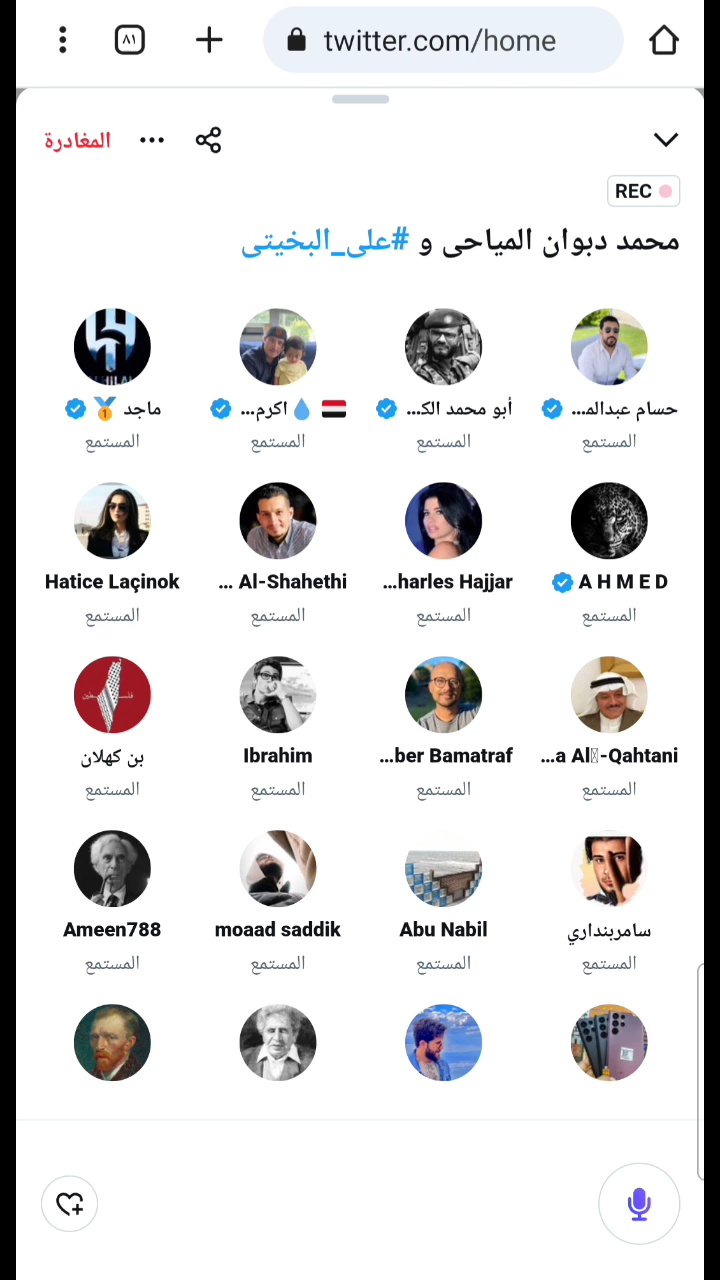 ٨١
twitter.com/home
المغادرة
REC
محمد دبوان المياحى و #على_البخيتى
حسام عبدالمـ...
أبو محمد الكـ...
اكرم...
ماجد
المستمع
المستمع
المستمع
المستمع
A H M E D
...harles Hajjar
... Al-Shahethi
Hatice Laçinok
المستمع
المستمع
المستمع
المستمع
...a Al-Qahtani
...ber Bamatraf
Ibrahim
بن كهلان
المستمع
المستمع
المستمع
المستمع
سامربنداري
Abu Nabil
moaad saddik
Ameen788
المستمع
المستمع
المستمع
المستمع